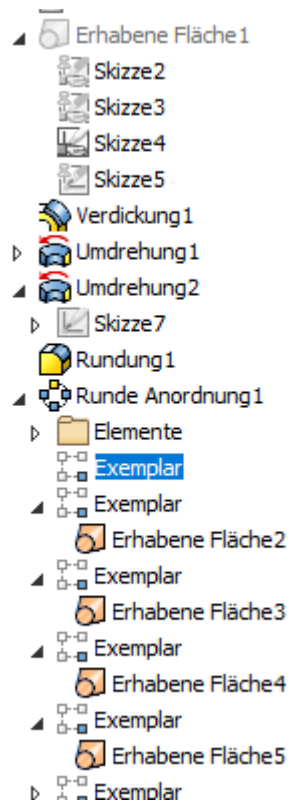 Erhabene Fläche1
Skizze2
Skizze3
Skizze4
Skizze5
Verdickung1
Umdrehung1
Umdrehung2
Skizze7
Rundung1
Runde Anordnung1
Elemente
Exemplar
Exemplar
Erhabene Fläche2
Exemplar
Erhabene Fläche3
Exemplar
Erhabene Fläche4
Exemplar
Erhabene Fläche5
Exemplar